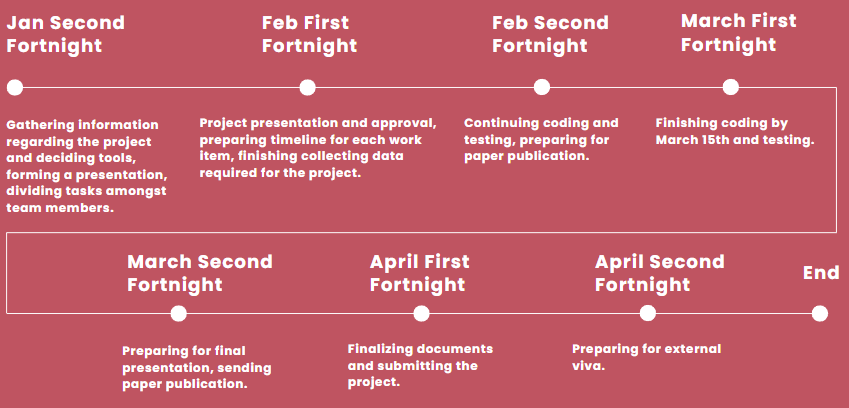 Jan Second
Fortnight
Gathering information
regarding the project
and deciding tools,
forming a presentation,
dividing tasks amongst
team members.
Feb First
Fortnight
Project presentation and approval,
preparing timeline for each work
item, finishing collecting data
required for the project.
Feb Second
Fortnight
Continuing coding and
testing, preparing for
paper publication.
March First
Fortnight
Finishing coding by
March 15th and testing.
March Second
Fortnight
Preparing for final
presentation, sending
paper publication.
April First
Fortnight
Finalizing documents
and submitting the
project.
April Second
Fortnight
Preparing for external
viva.
End